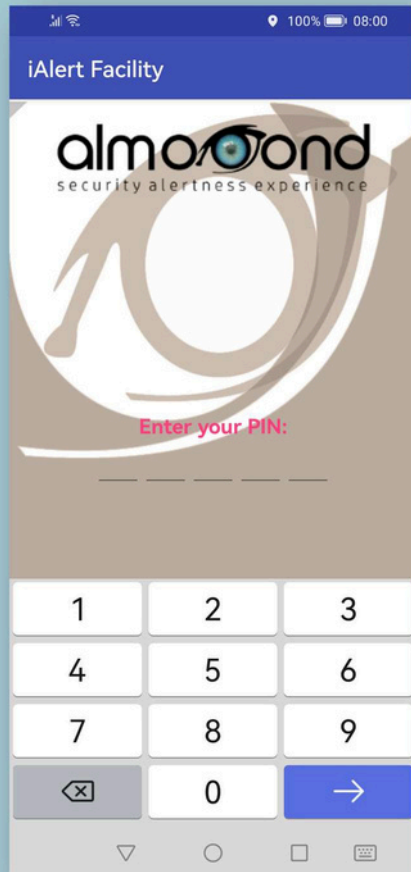 100% 08:00
iAlert Facility
almond
security alertness experience
Enter your PIN:
1 2 3
4 5 6
7 8 9
0